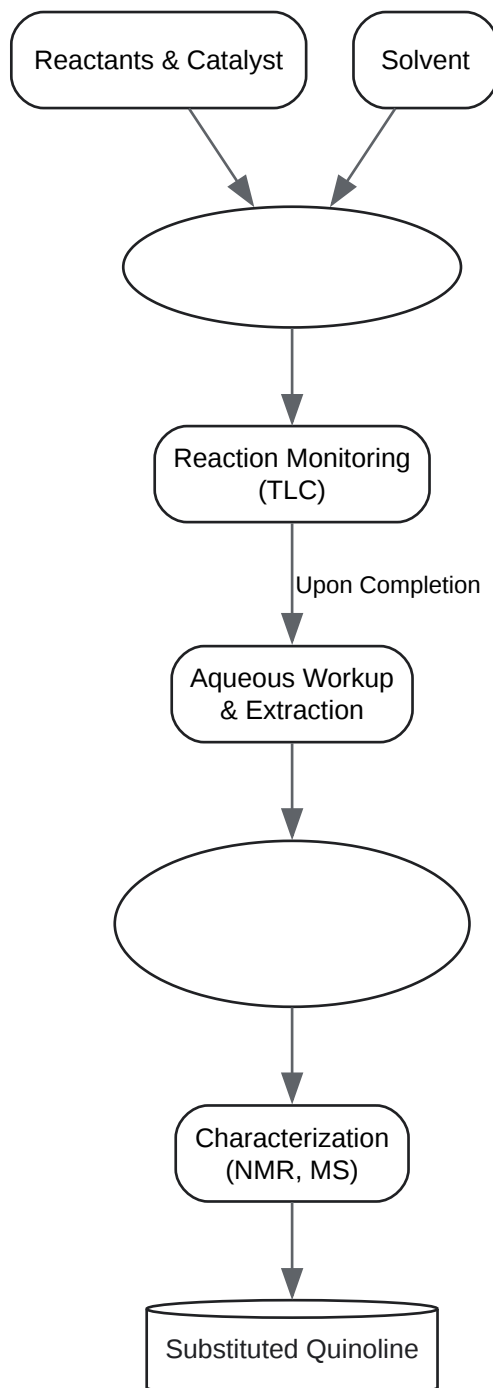 Reactants & Catalyst
Solvent
Reaction Monitoring
(TLC)
Upon Completion
Aqueous Workup
& Extraction
Characterization
(NMR, MS)
Substituted Quinoline